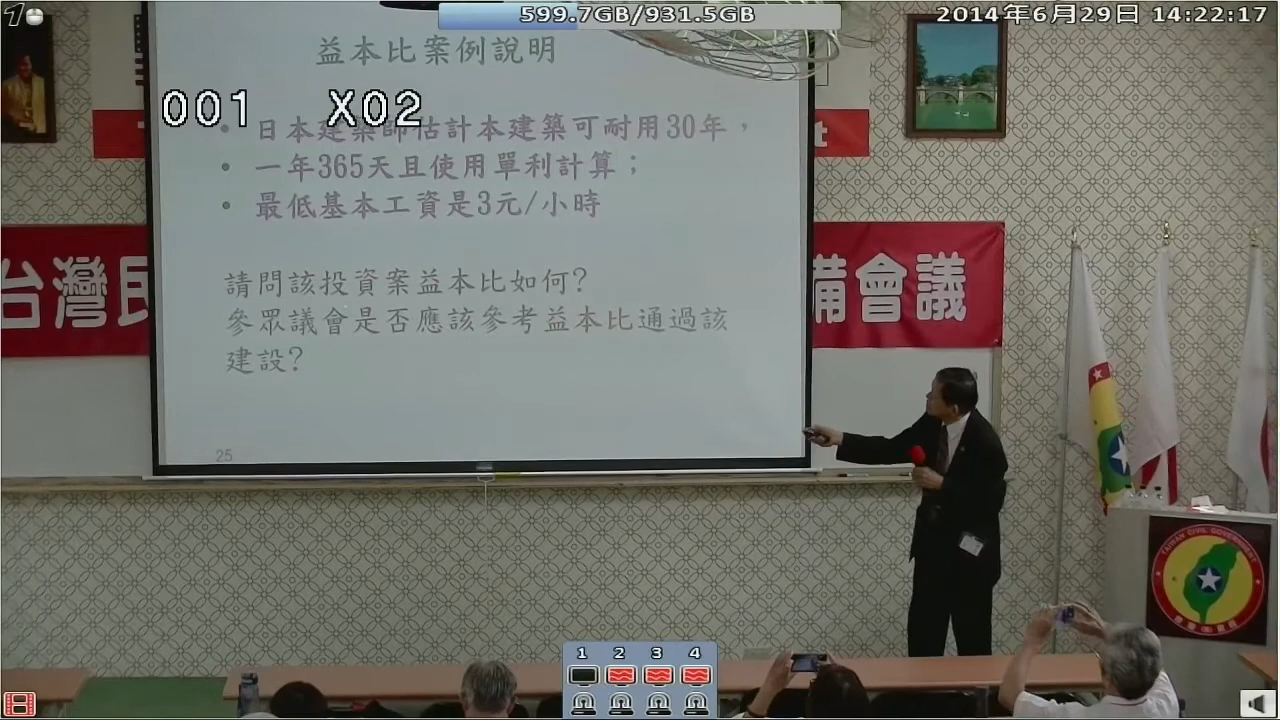 599.7GB/931.5GB
2014年6月29日 14:22:17
益本比案例說明
001 X02
• 日本建築師估計本建築可耐用30年，
• 一年365天且使用單利計算；
• 最低基本工資是3元/小時
t
台灣民
備會議
請問該投資案益本比如何?
參眾議會是否應該參考益本比通過該
建設?
25
TAIWAN CIVIL GOVERNMENT
1 2 3 4